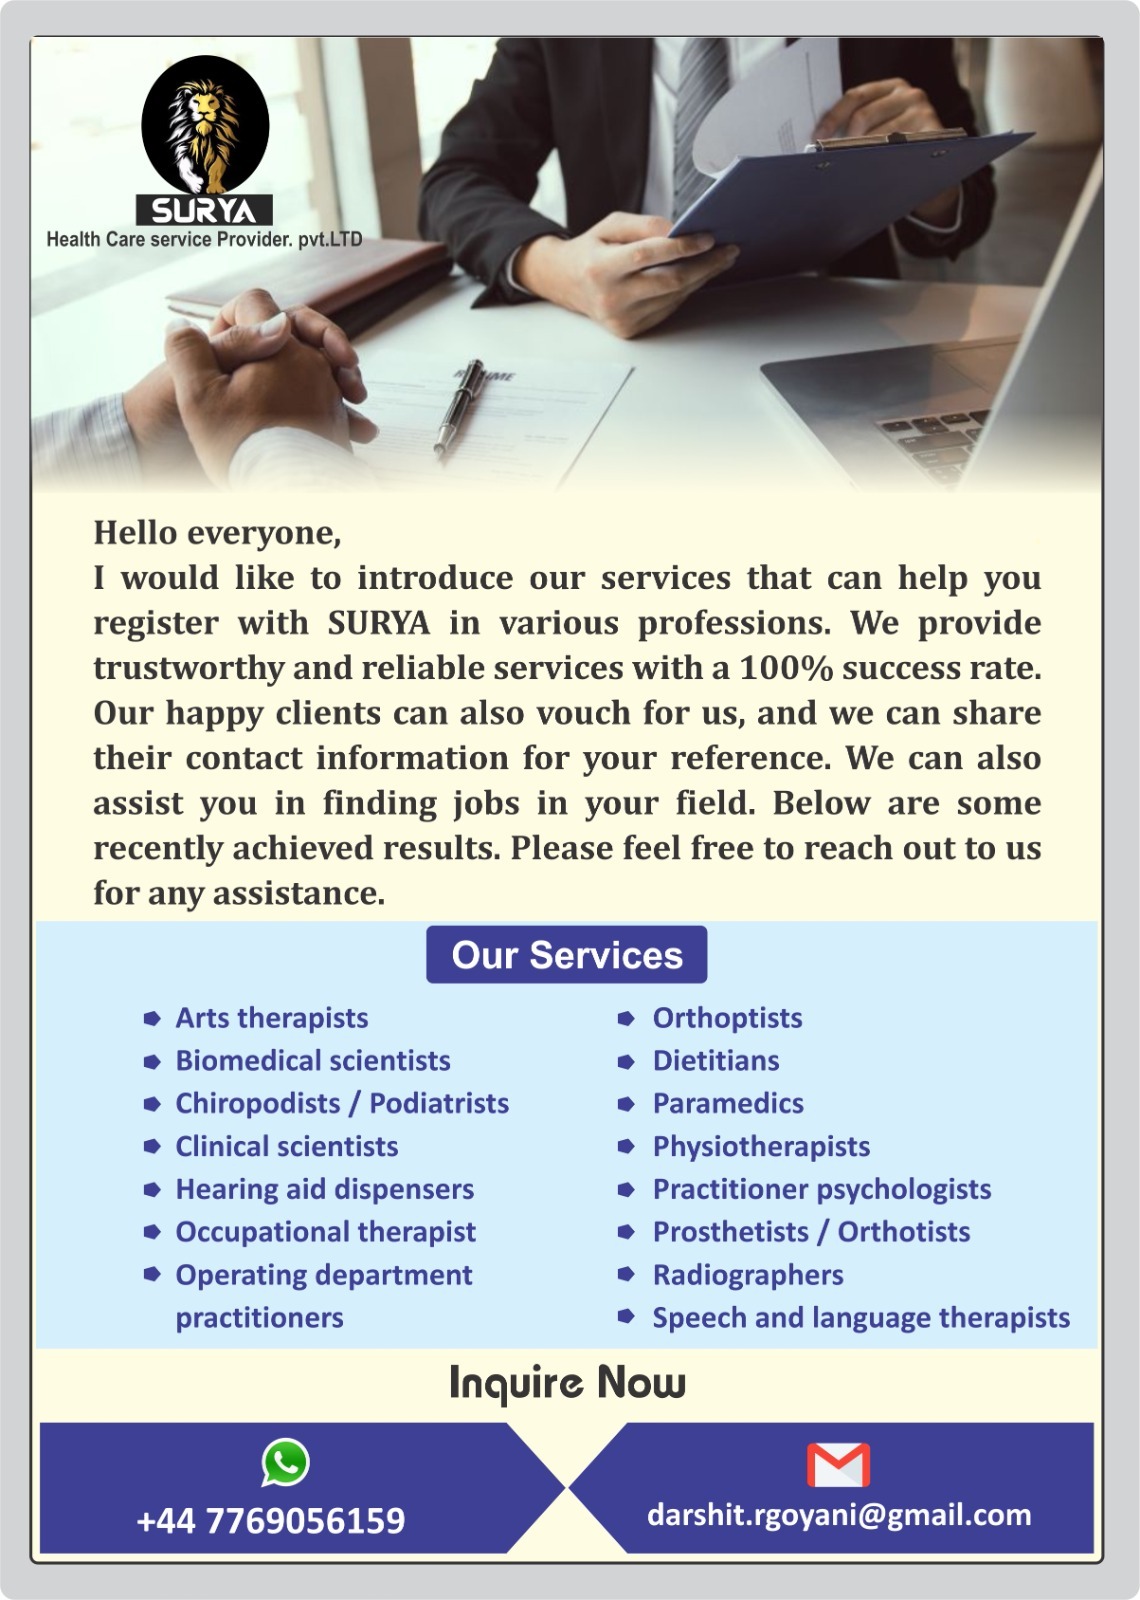 SURYA
Health Care service Provider. pvt.LTD
Hello everyone,
I would like to introduce our services that can help you
register with SURYA in various professions. We provide
trustworthy and reliable services with a 100% success rate.
Our happy clients can also vouch for us, and we can share
their contact information for your reference. We can also
assist you in finding jobs in your field. Below are some
recently achieved results. Please feel free to reach out to us
for any assistance.
Our Services
Arts therapists
Biomedical scientists
Chiropodists / Podiatrists
Clinical scientists
Hearing aid dispensers
Occupational therapist
Operating department
practitioners
Orthoptists
Dietitians
Paramedics
Physiotherapists
Practitioner psychologists
Prosthetists / Orthotists
Radiographers
Speech and language therapists
Inquire Now
+44 7769056159
darshit.rgoyani@gmail.com